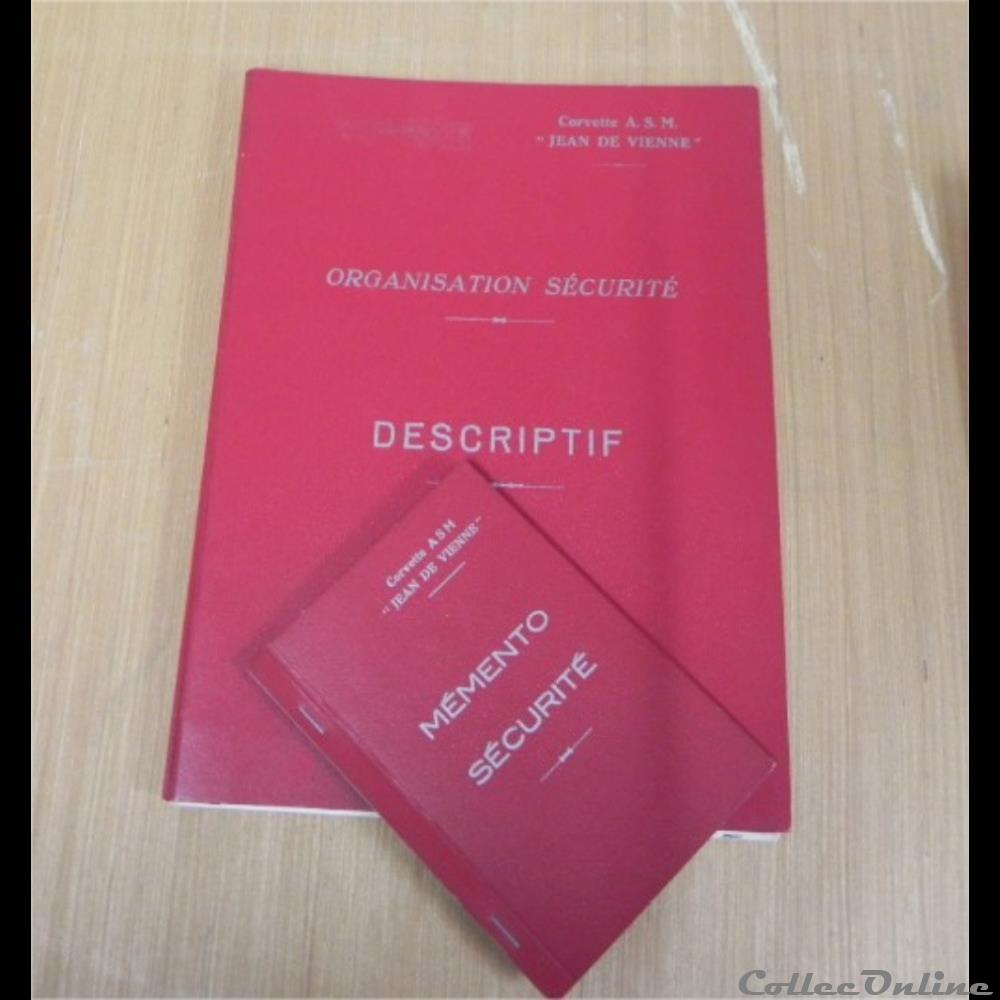 Corvette A. S. M.
" JEAN DE VIENNE "
ORGANISATION SÉCURITÉ
DESCRIPTIF
Corvette A S M
" JEAN DE VIENNE "
MÉMENTO
SÉCURITÉ
CollecOnline